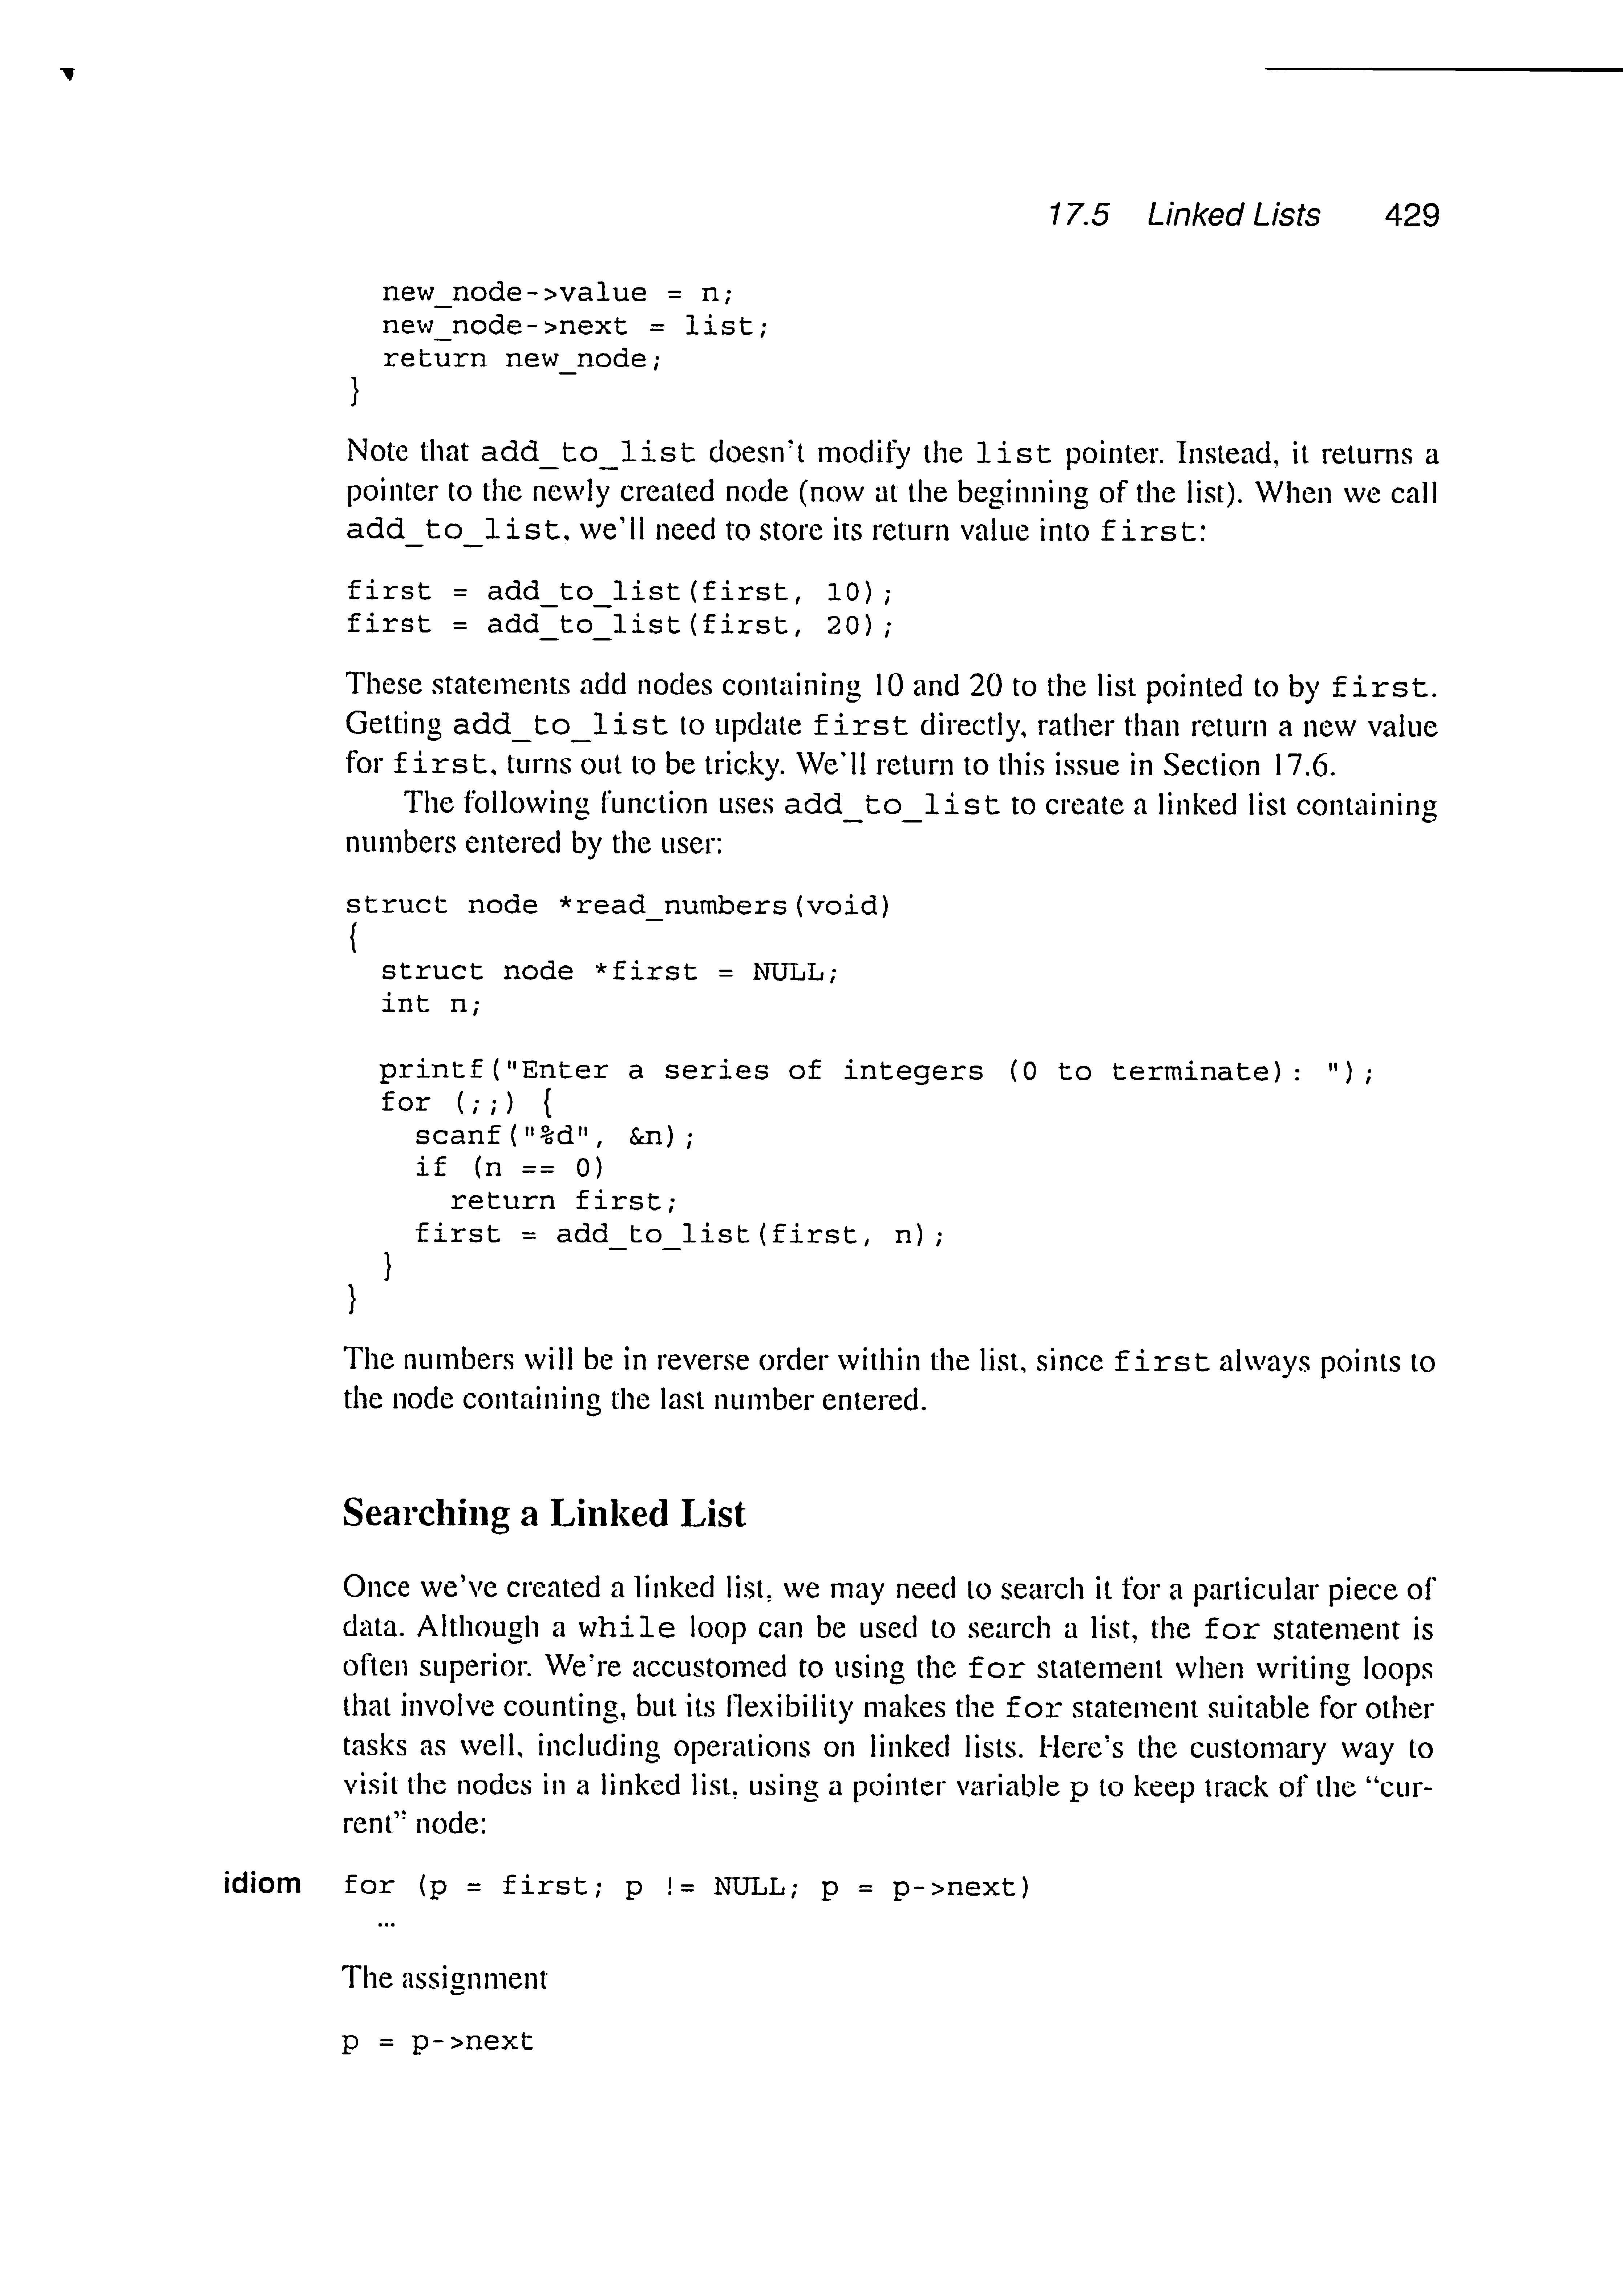 17.5 Linked Lists 429
new_node->value = n;
new_node->next = list;
return new_node;
}
Note that add_to_list doesn't modify the list pointer. Instead, it returns a
pointer to the newly created node (now at the beginning of the list). When we call
add_to_list, we'll need to store its return value into first:
first = add_to_list(first, 10);
first = add_to_list(first, 20);
These statements add nodes containing 10 and 20 to the list pointed to by first.
Getting add_to_list to update first directly, rather than return a new value
for first, turns out to be tricky. We'll return to this issue in Section 17.6.
The following function uses add_to_list to create a linked list containing
numbers entered by the user:
struct node *read_numbers(void)
{
struct node *first = NULL;
int n;
printf("Enter a series of integers (0 to terminate): ");
for (;;) {
scanf("%d", &n);
if (n == 0)
return first;
first = add_to_list(first, n);
}
}
The numbers will be in reverse order within the list, since first always points to
the node containing the last number entered.
Searching a Linked List
Once we've created a linked list, we may need to search it for a particular piece of
data. Although a while loop can be used to search a list, the for statement is
often superior. We're accustomed to using the for statement when writing loops
that involve counting, but its flexibility makes the for statement suitable for other
tasks as well, including operations on linked lists. Here's the customary way to
visit the nodes in a linked list, using a pointer variable p to keep track of the “cur-
rent” node:
idiom for (p = first; p != NULL; p = p->next)
…
The assignment
p = p->next